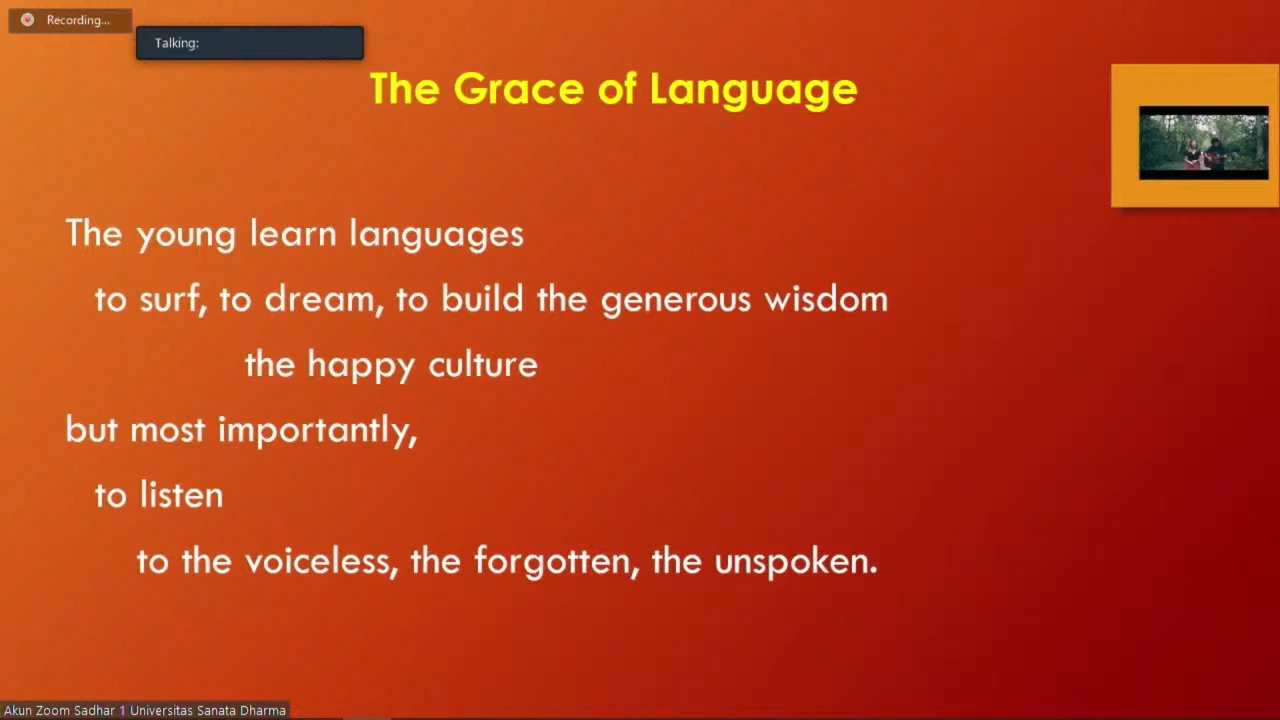 Recording...
Talking:
The Grace of Language
The young learn languages
to surf, to dream, to build the generous wisdom
the happy culture
but most importantly,
to listen
to the voiceless, the forgotten, the unspoken.
Akun Zoom Sadhar 1 Universitas Sanata Dharma